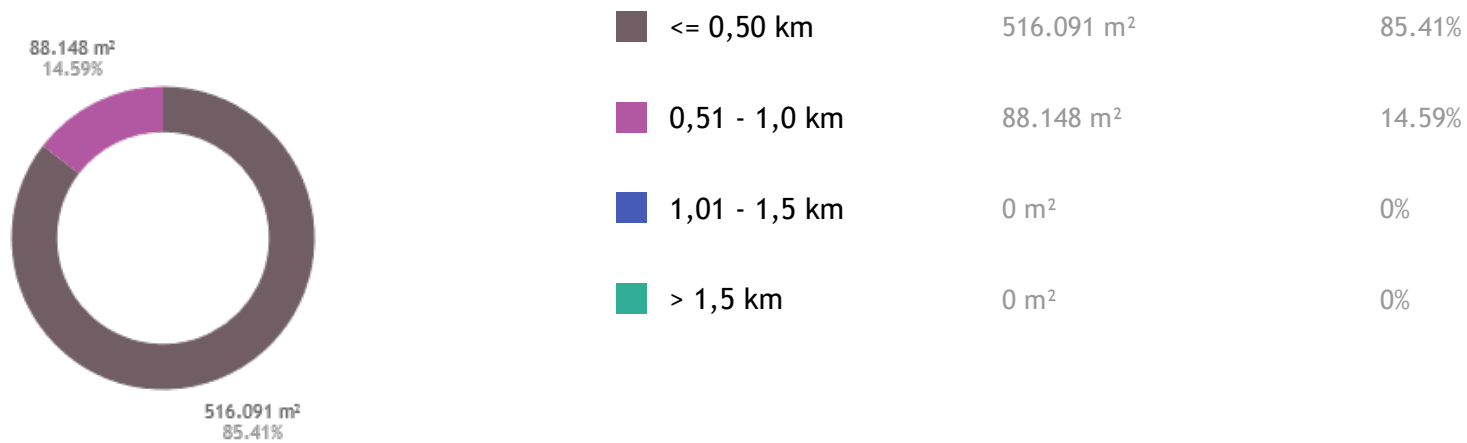 88.148 m²
14.59%
516.091 m²
85.41%
<= 0,50 km 516.091 m² 85.41%
0,51 - 1,0 km 88.148 m² 14.59%
1,01 - 1,5 km 0 m² 0%
> 1,5 km 0 m² 0%